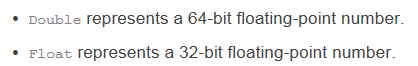 • Double represents a 64-bit floating-point number.
• Float represents a 32-bit floating-point number.